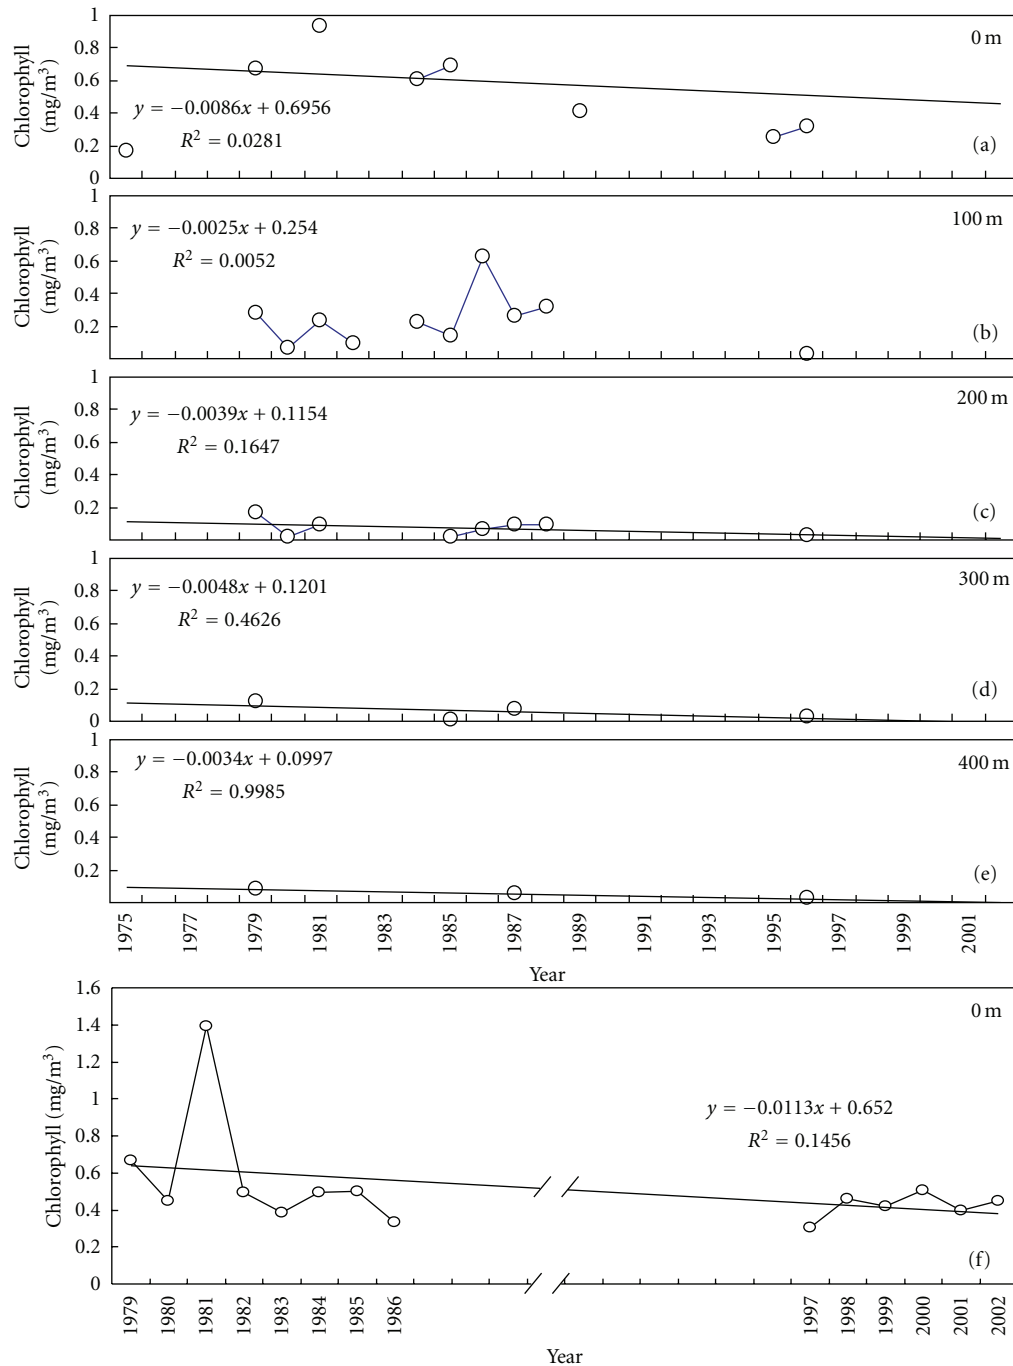 Chlorophyll
(mg/m³)
1
0.8
0.6
0.4
0.2
0
y = −0.0086x + 0.6956
R² = 0.0281
0 m
(a)
Chlorophyll
(mg/m³)
1
0.8
0.6
0.4
0.2
y = −0.0025x + 0.254
R² = 0.0052
100 m
(b)
Chlorophyll
(mg/m³)
1
0.8
0.6
0.4
0.2
y = −0.0039x + 0.1154
R² = 0.1647
200 m
(c)
Chlorophyll
(mg/m³)
1
0.8
0.6
0.4
0.2
0
y = −0.0048x + 0.1201
R² = 0.4626
300 m
(d)
Chlorophyll
(mg/m³)
1
0.8
0.6
0.4
0.2
y = −0.0034x + 0.0997
R² = 0.9985
400 m
(e)
1975 1977 1979 1981 1983 1985 1987 1989 1991 1993 1995 1997 1999 2001
Year
Chlorophyll (mg/m³)
1.6
1.4
1.2
1
0.8
0.6
0.4
0.2
0
0 m
y = −0.0113x + 0.652
R² = 0.1456
(f)
1979 1980 1981 1982 1983 1984 1985 1986 1997 1998 1999 2000 2001 2002
Year